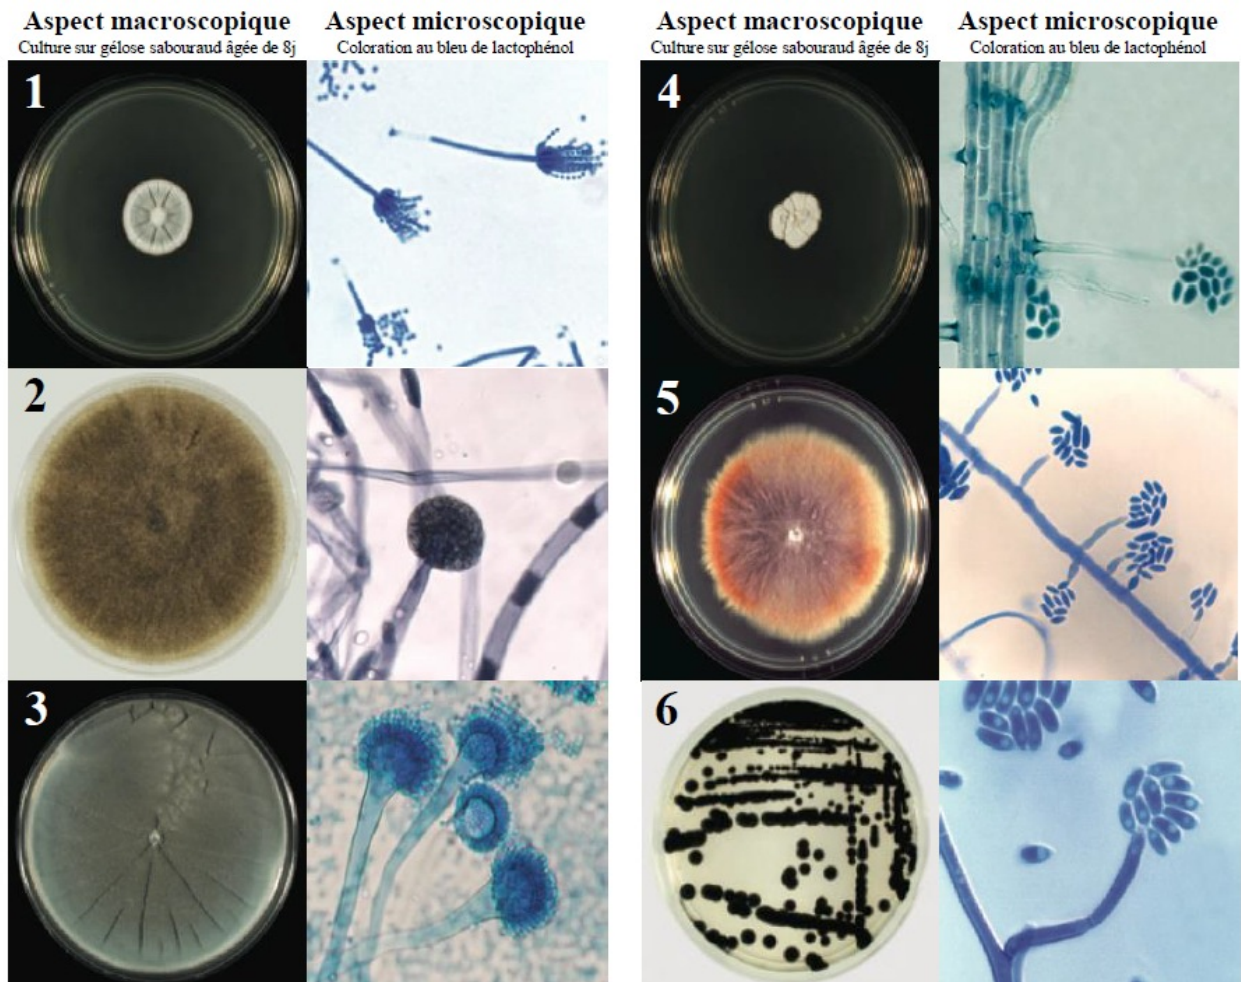 Aspect macroscopique
Culture sur gélose sabouraud âgée de 8j
Aspect microscopique
Coloration au bleu de lactophénol
Aspect macroscopique
Culture sur gélose sabouraud âgée de 8j
Aspect microscopique
Coloration au bleu de lactophénol
1
4
2
5
3
6